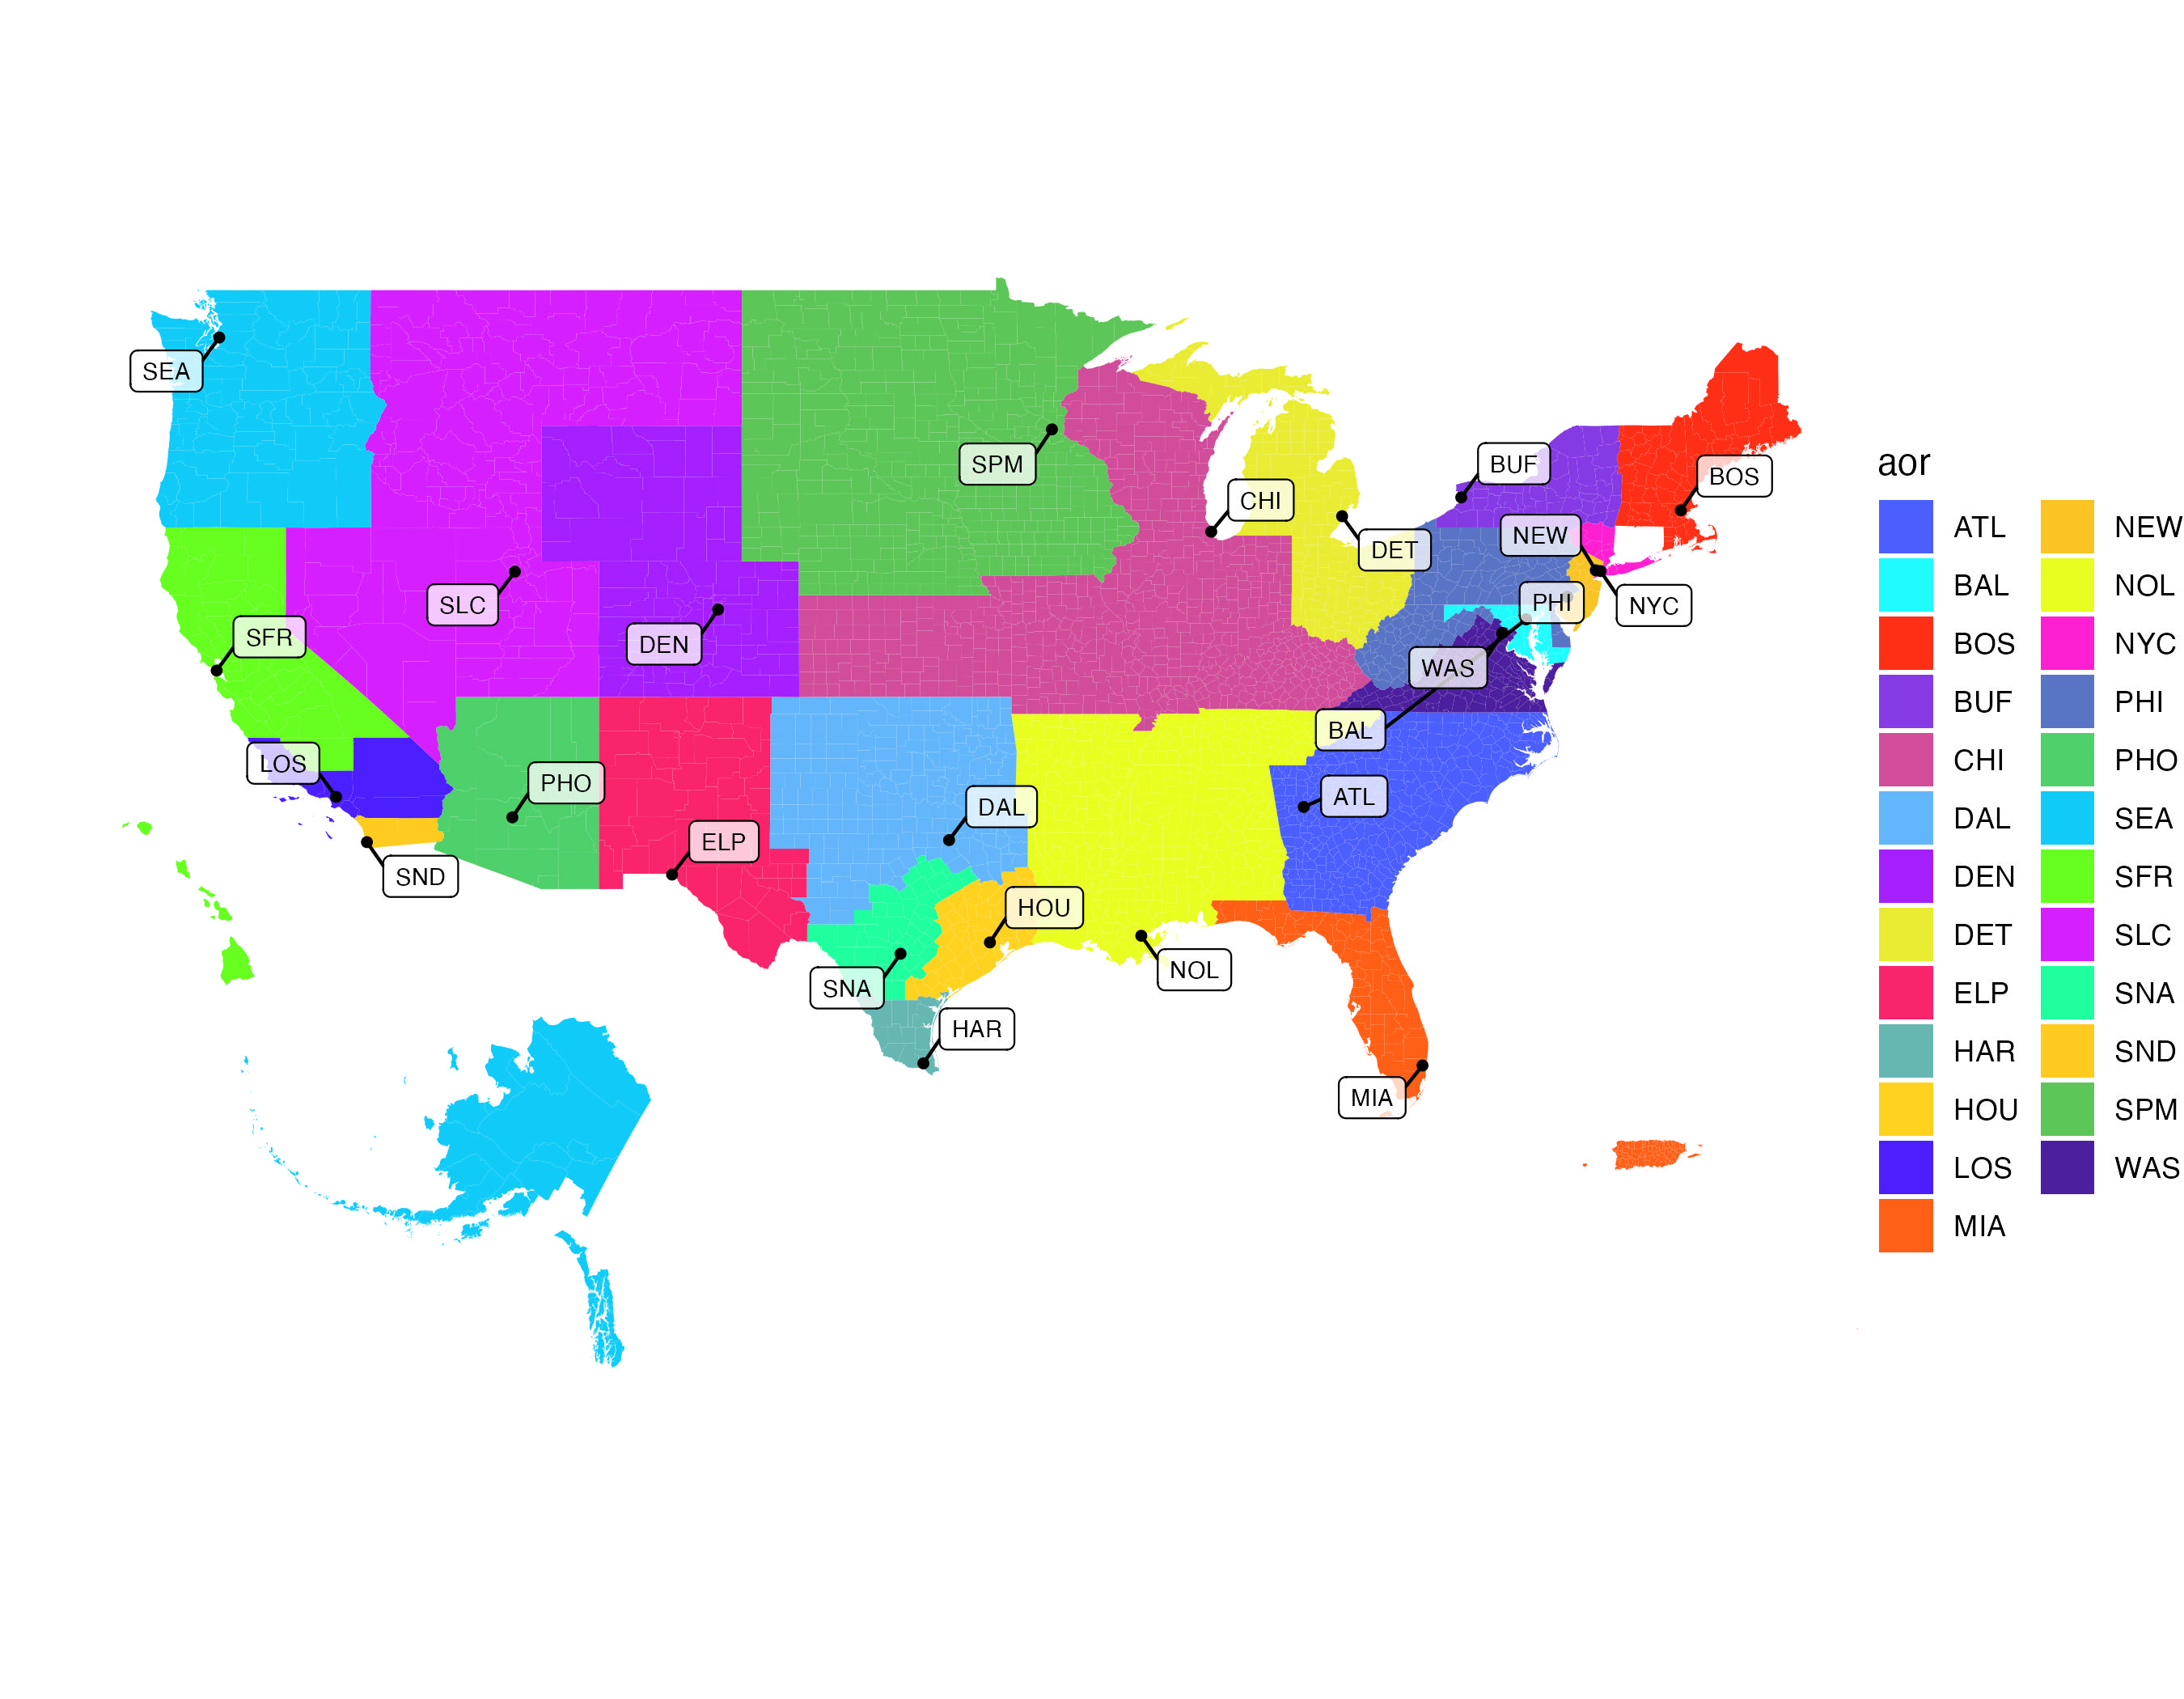 SEA
SPM
BUF
BOS
CHI
NEW
DET
SLC
PHI
NYC
SFR
DEN
WAS
BAL
LOS
PHO
DAL
ATL
ELP
SND
HOU
SNA
NOL
HAR
MIA
aor
ATL NEW
BAL NOL
BOS NYC
BUF PHI
CHI PHO
DAL SEA
DEN SFR
DET SLC
ELP SNA
HAR SND
HOU SPM
LOS WAS
MIA